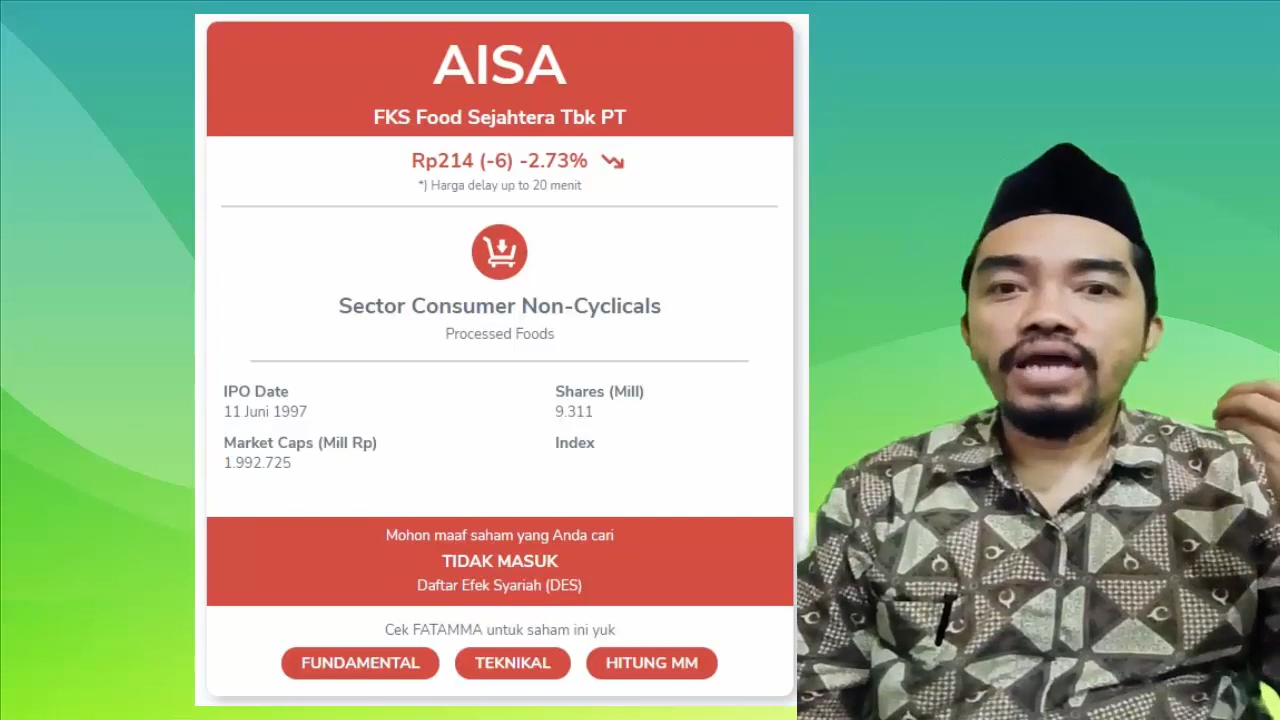 AISA
FKS Food Sejahtera Tbk PT
Rp214 (-6) -2.73%
*) Harga delay up to 20 menit
Sector Consumer Non-Cyclicals
Processed Foods
IPO Date
11 Juni 1997
Shares (Mill)
9.311
Market Caps (Mill Rp)
1.992.725
Index
Mohon maaf saham yang Anda cari
TIDAK MASUK
Daftar Efek Syariah (DES)
Cek FATAMMA untuk saham ini yuk
FUNDAMENTAL
TEKNIKAL
HITUNG MM